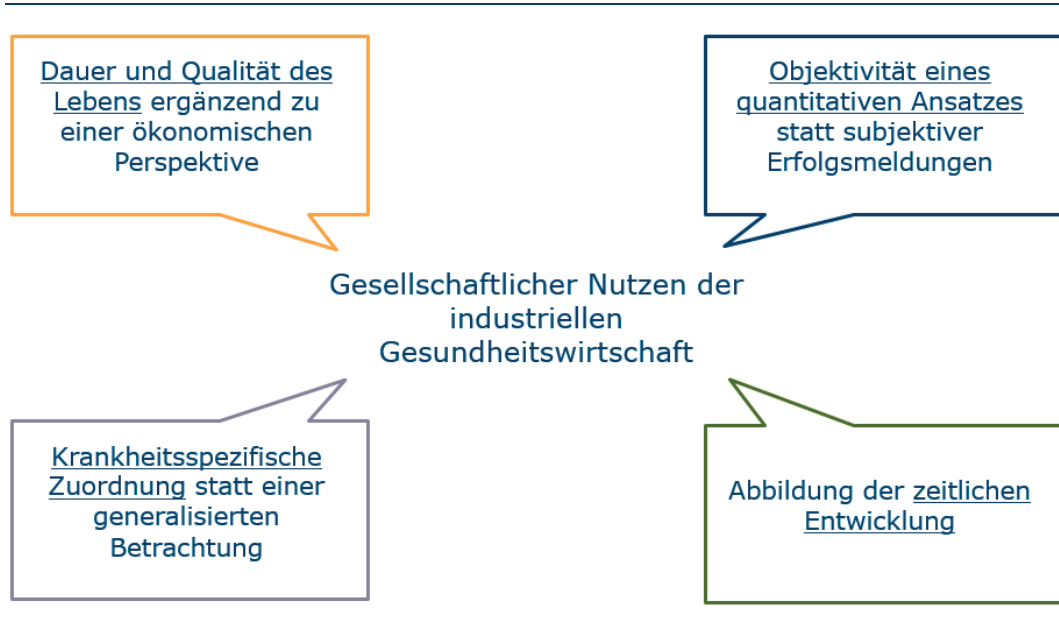 Dauer und Qualität des
Lebens ergänzend zu
einer ökonomischen
Perspektive
Objektivität eines
quantitativen Ansatzes
statt subjektiver
Erfolgsmeldungen
Gesellschaftlicher Nutzen der
industriellen
Gesundheitswirtschaft
Krankheitsspezifische
Zuordnung statt einer
generalisierten
Betrachtung
Abbildung der zeitlichen
Entwicklung